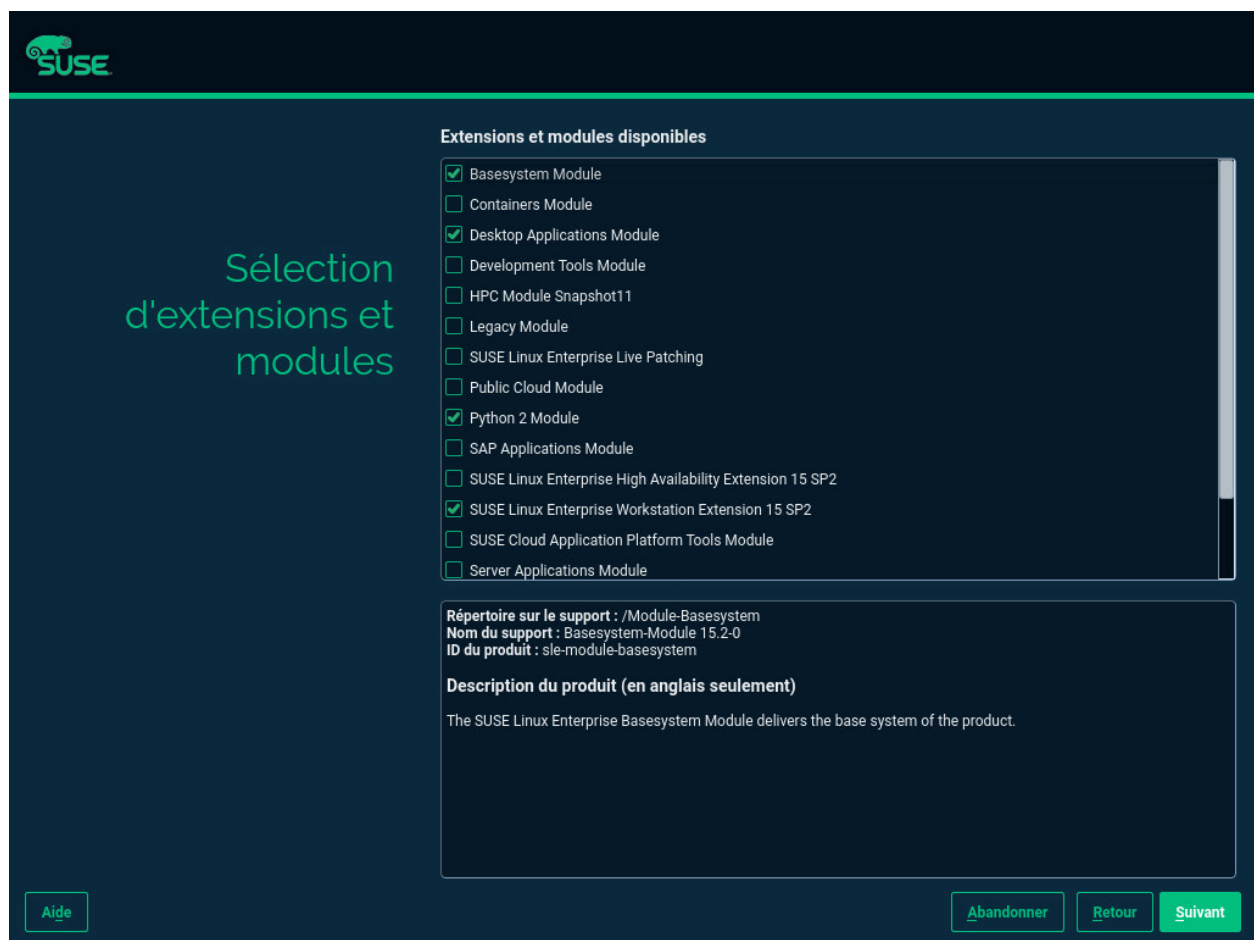 SUSE
Extensions et modules disponibles
Basesystem Module
Containers Module
Desktop Applications Module
Development Tools Module
HPC Module Snapshot11
Legacy Module
SUSE Linux Enterprise Live Patching
Public Cloud Module
Python 2 Module
SAP Applications Module
SUSE Linux Enterprise High Availability Extension 15 SP2
SUSE Linux Enterprise Workstation Extension 15 SP2
SUSE Cloud Application Platform Tools Module
Server Applications Module
Sélection
d'extensions et
modules
Répertoire sur le support : /Module-Basesystem
Nom du support : Basesystem-Module 15.2-0
ID du produit : sle-module-basesystem
Description du produit (en anglais seulement)
The SUSE Linux Enterprise Basesystem Module delivers the base system of the product.
Aide
Abandonner
Retour
Suivant